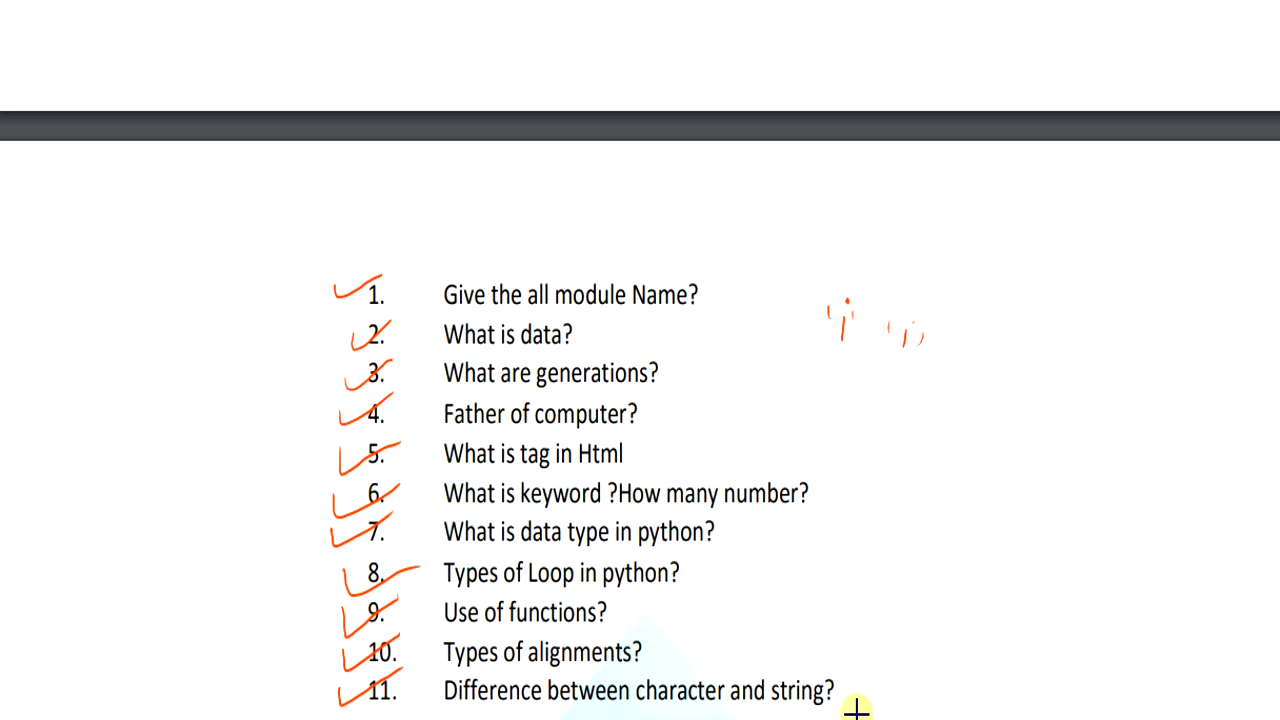 1. Give the all module Name?
2. What is data?
3. What are generations?
4. Father of computer?
5. What is tag in Html
6. What is keyword ?How many number?
7. What is data type in python?
8. Types of Loop in python?
9. Use of functions?
10. Types of alignments?
11. Difference between character and string?